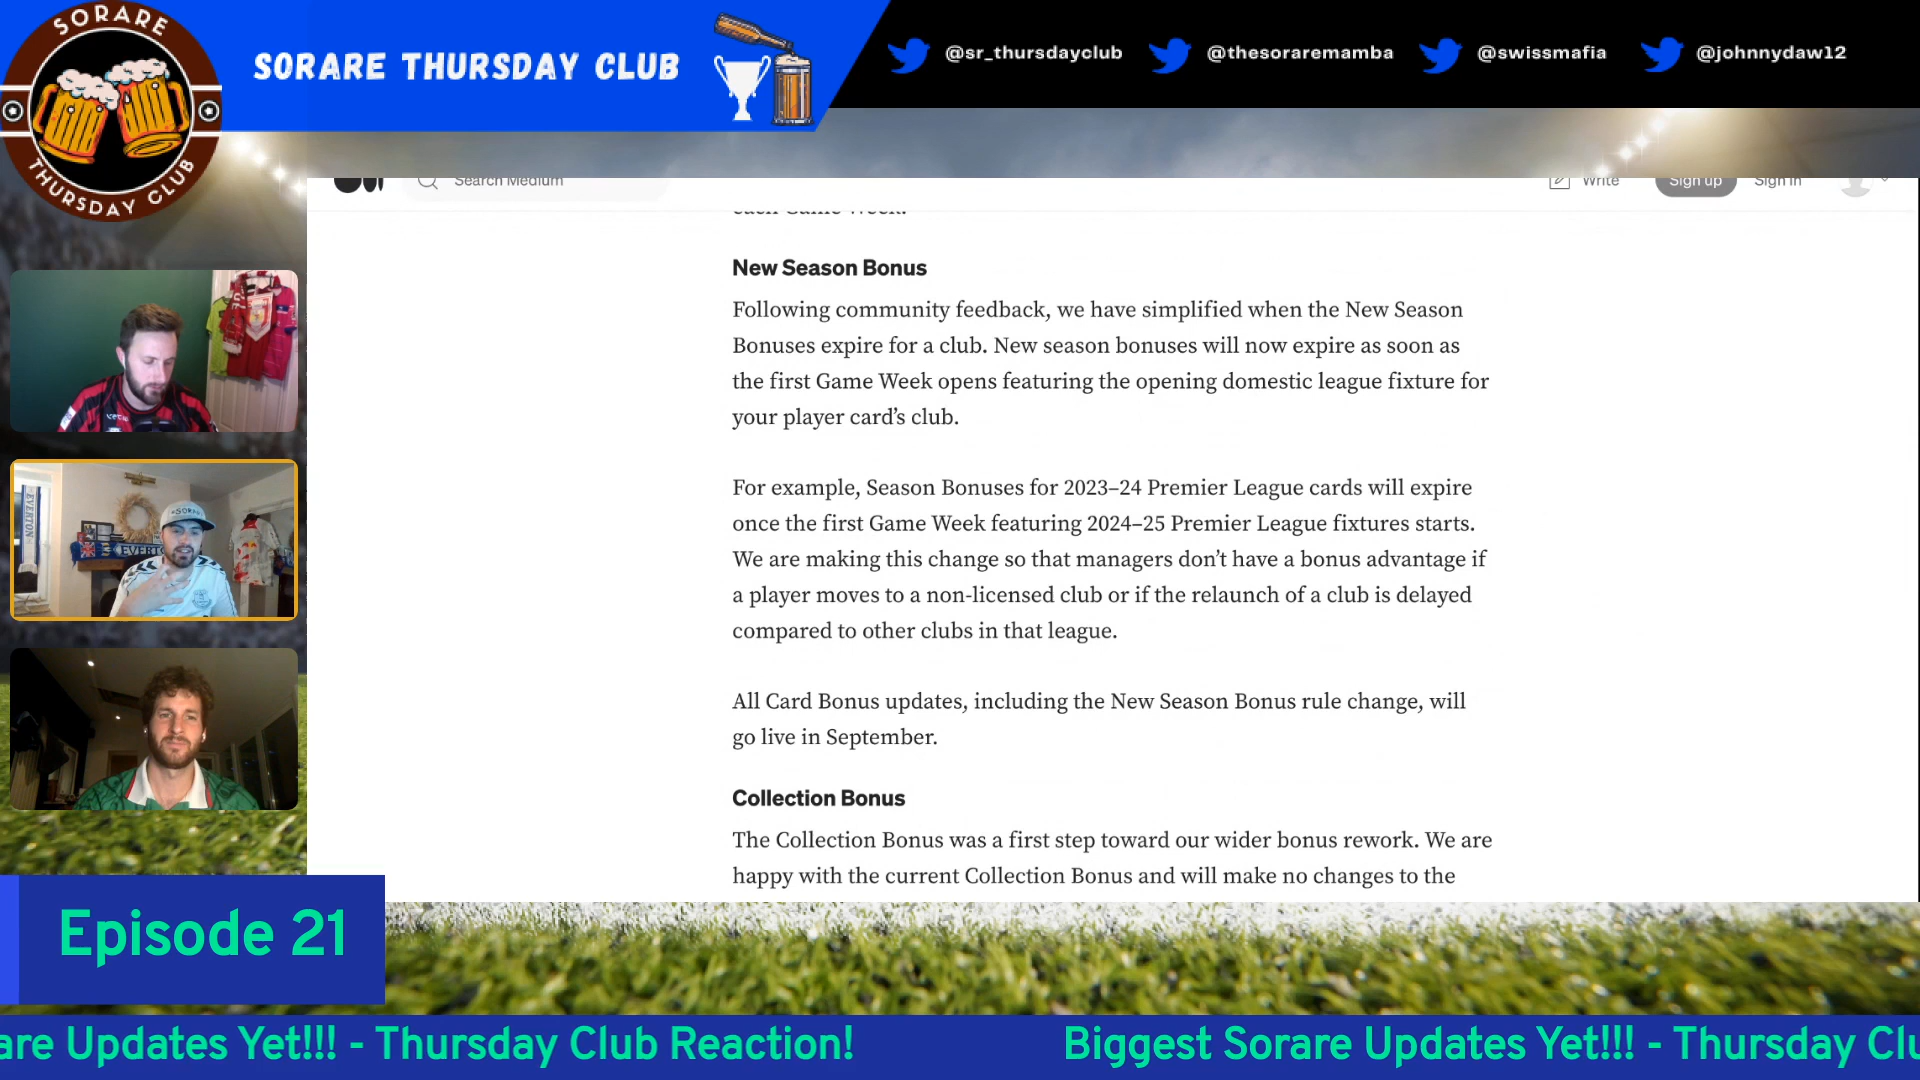 SORARE
THURSDAY CLUB
SORARE THURSDAY CLUB
@sr_thursdayclub
@thesoraremamba
@swissmafia
@johnnydaw12
Search Medium
Write
Sign up
Sign in
each Game Week.
New Season Bonus
Following community feedback, we have simplified when the New Season
Bonuses expire for a club. New season bonuses will now expire as soon as
the first Game Week opens featuring the opening domestic league fixture for
your player card’s club.
For example, Season Bonuses for 2023–24 Premier League cards will expire
once the first Game Week featuring 2024–25 Premier League fixtures starts.
We are making this change so that managers don’t have a bonus advantage if
a player moves to a non-licensed club or if the relaunch of a club is delayed
compared to other clubs in that league.
All Card Bonus updates, including the New Season Bonus rule change, will
go live in September.
Collection Bonus
The Collection Bonus was a first step toward our wider bonus rework. We are
happy with the current Collection Bonus and will make no changes to the
EVERTON
Episode 21
are Updates Yet!!! - Thursday Club Reaction!
Biggest Sorare Updates Yet!!! - Thursday Clu